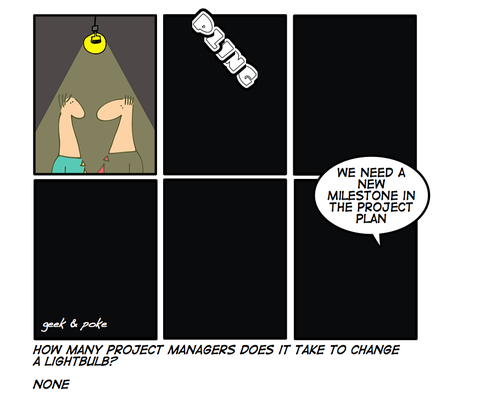 PLING
WE NEED A
NEW
MILESTONE IN
THE PROJECT
PLAN
geek & poke
HOW MANY PROJECT MANAGERS DOES IT TAKE TO CHANGE
A LIGHTBULB?
NONE